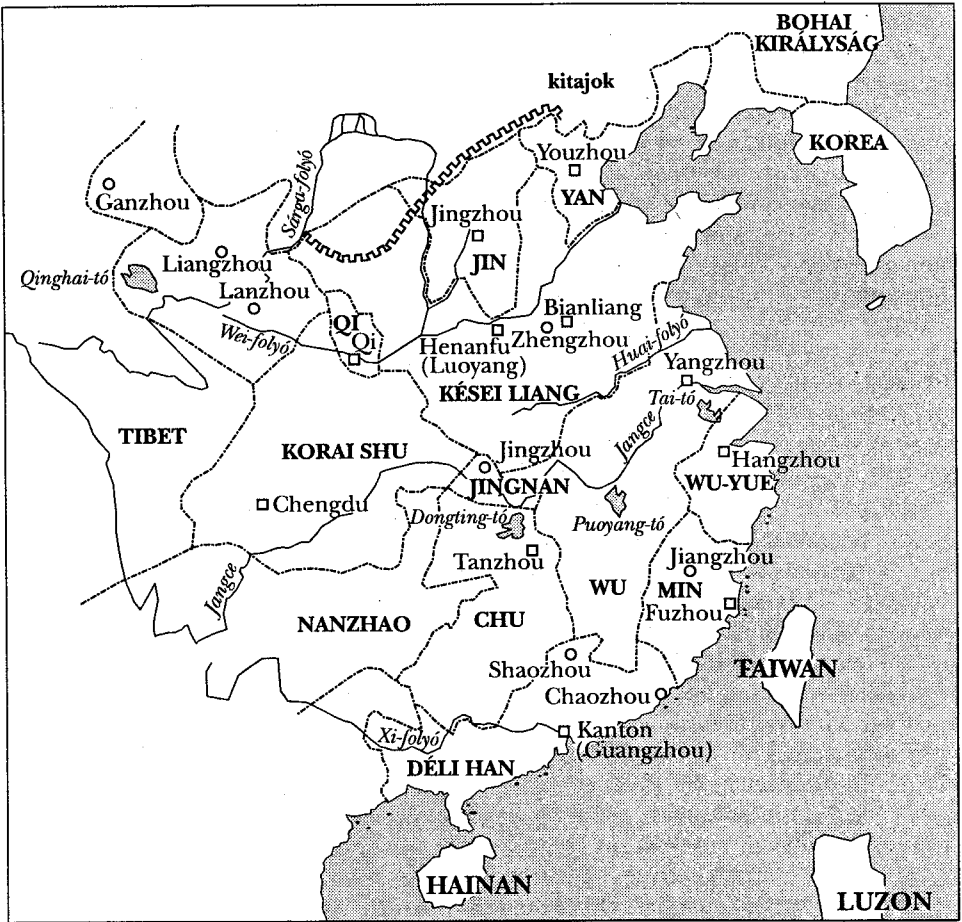 BOHAI
KIRÁLYSÁG
kitajok
KOREA
Youzhou
YAN
Sárga-folyó
Ganzhou
Jingzhou
JIN
Liangzhou
Qinghai-tó
Lanzhou
QI
Qi
Wei-folyó
Bianliang
Henanfu
(Luoyang)
Zhengzhou
Huai-folyó
Yangzhou
KÉSEI LIANG
Tai-tó
TIBET
KORAI SHU
Jangce
Jingzhou
Hangzhou
JINGNAN
WU-YUE
Chengdu
Dongting-tó
Puoyang-tó
Tanzhou
Jiangzhou
Jangce
WU
MIN
NANZHAO
CHU
Fuzhou
Shaozhou
TAIWAN
Chaozhou
Xi-folyó
Kanton
(Guangzhou)
DÉLI HAN
HAINAN
LUZON